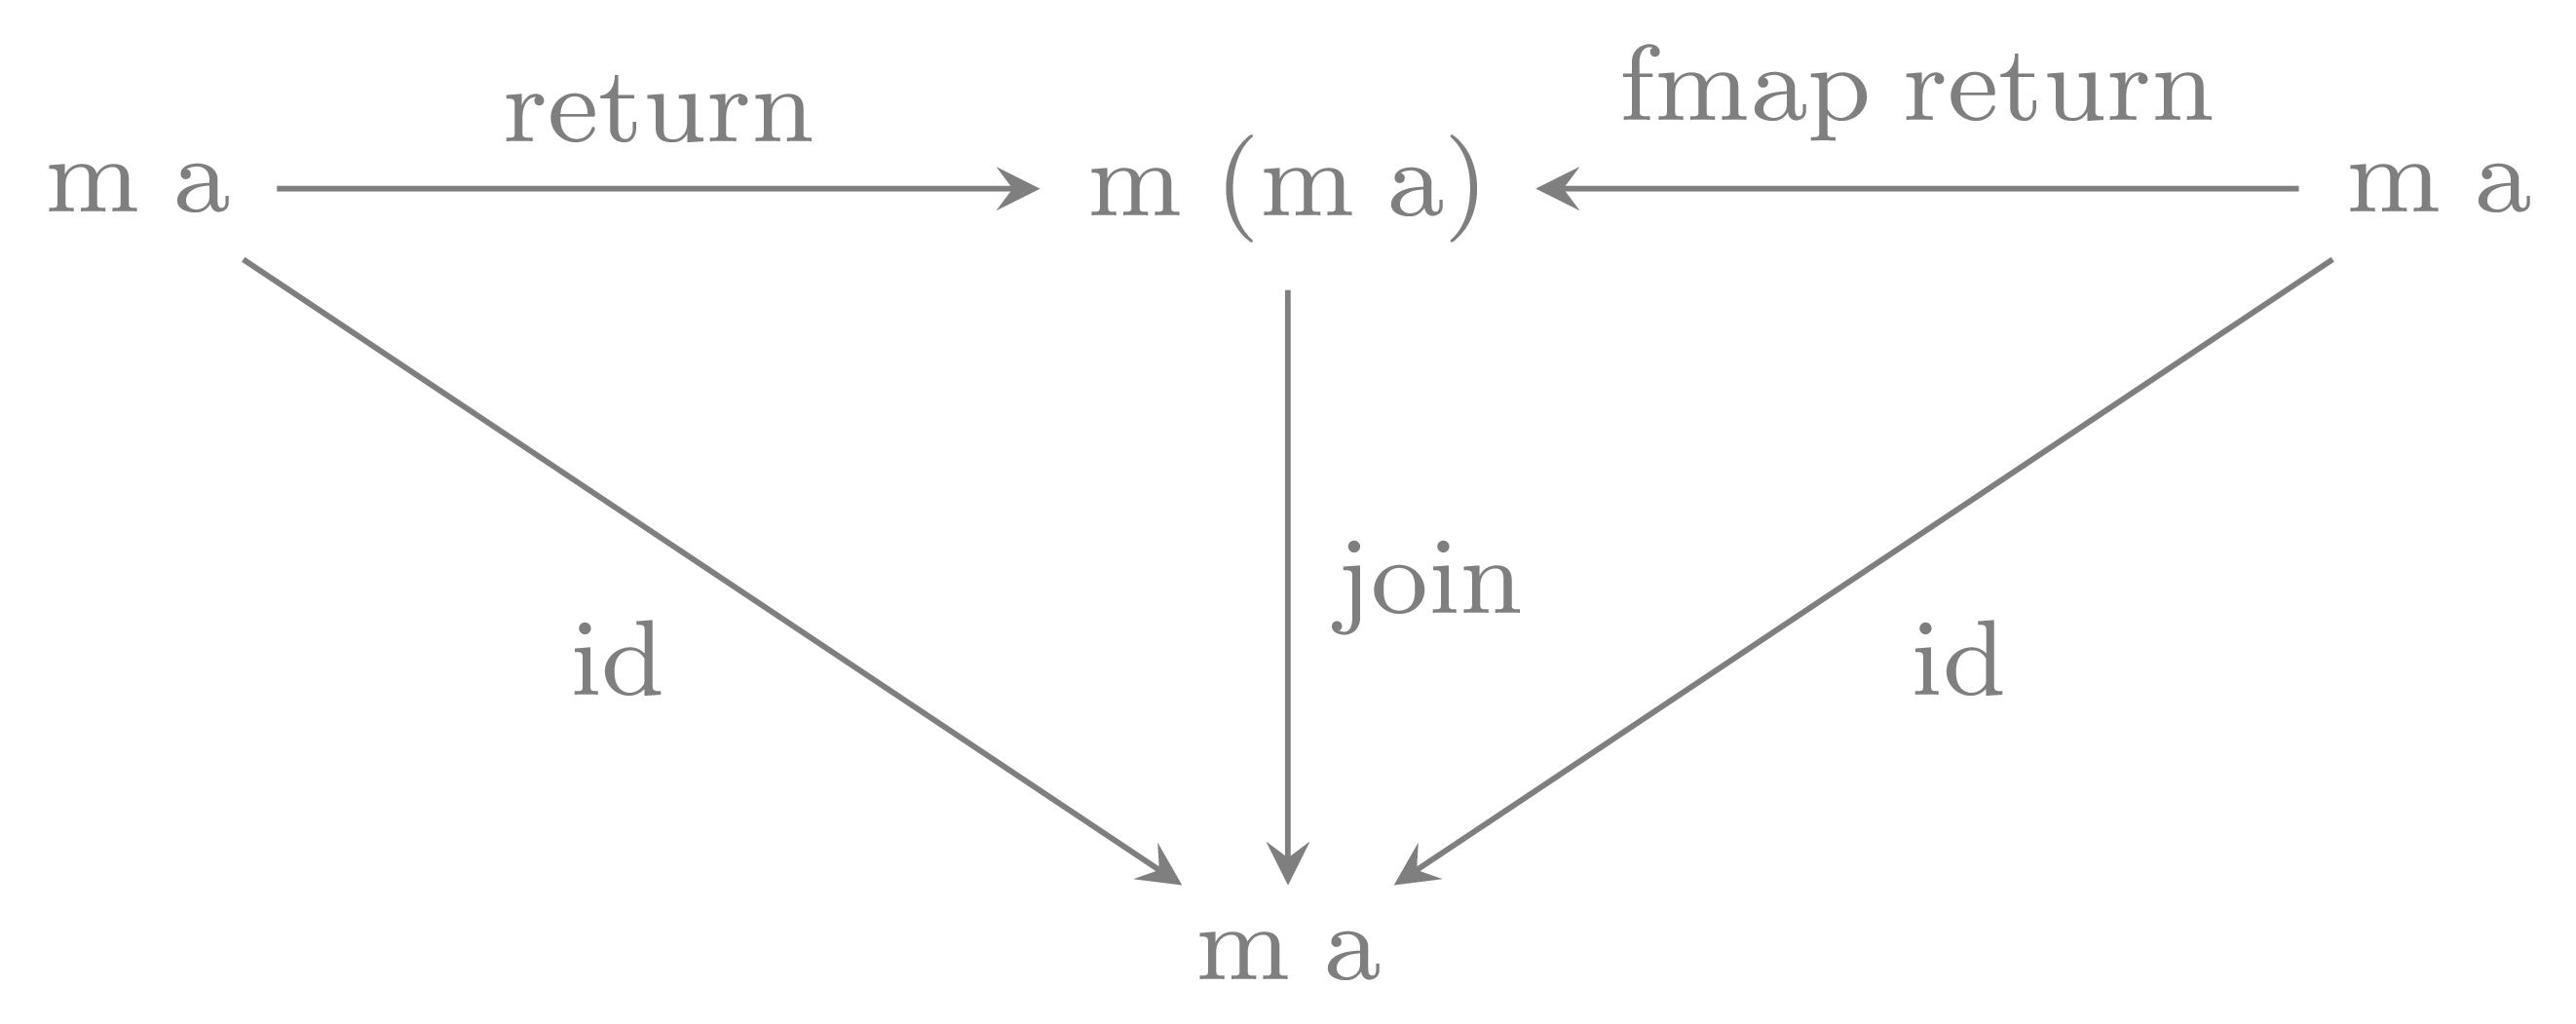 return
fmap return
m a
m (m a)
m a
join
id
id
m a